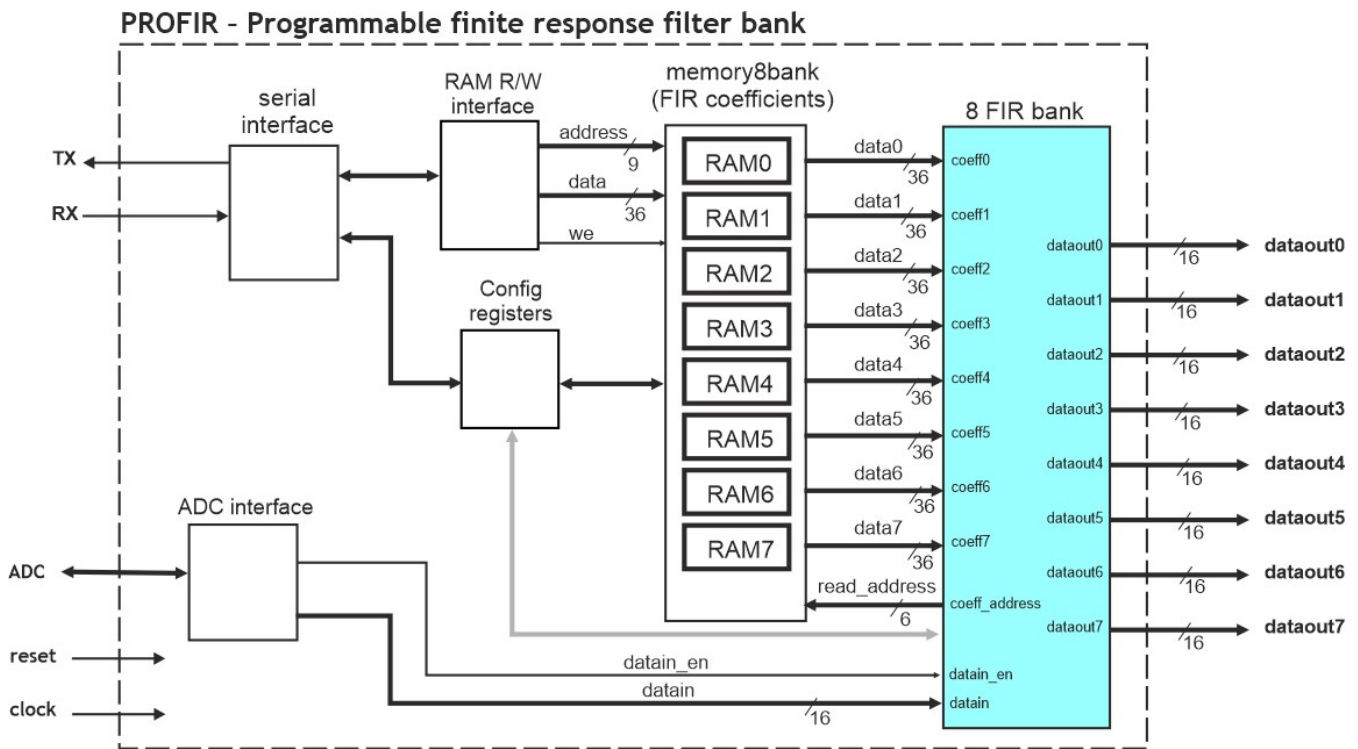 PROFIR - Programmable finite response filter bank
serial
interface
RAM R/W
interface
memory8bank
(FIR coefficients)
8 FIR bank
TX
RX
address
9
data
36
we
Config
registers
RAM0
RAM1
RAM2
RAM3
RAM4
RAM5
RAM6
RAM7
data0
36
data1
36
data2
36
data3
36
data4
36
data5
36
data6
36
data7
36
read_address
6
coeff0
coeff1
coeff2
coeff3
coeff4
coeff5
coeff6
coeff7
coeff_address
datain_en
datain
dataout0
dataout1
dataout2
dataout3
dataout4
dataout5
dataout6
dataout7
16
dataout0
16
dataout1
16
dataout2
16
dataout3
16
dataout4
16
dataout5
16
dataout6
16
dataout7
ADC interface
ADC
reset
clock
datain_en
datain
16